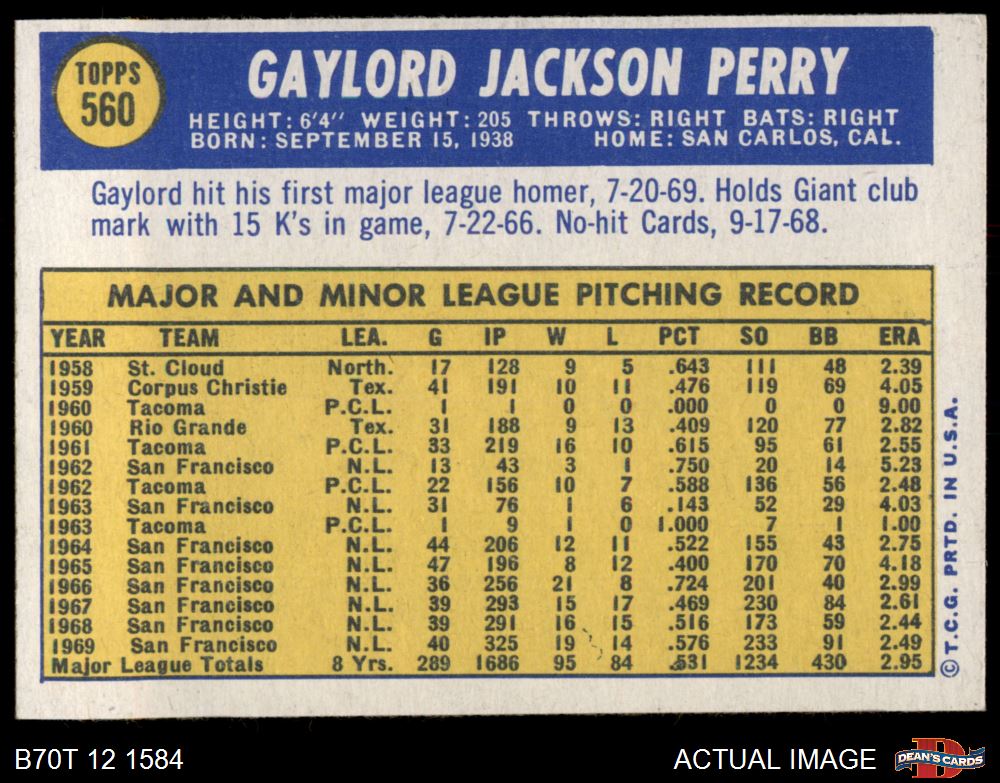 TOPPS
560
GAYLORD JACKSON PERRY
HEIGHT: 6'4" WEIGHT: 205 THROWS: RIGHT BATS: RIGHT
BORN: SEPTEMBER 15, 1938 HOME: SAN CARLOS, CAL.
Gaylord hit his first major league homer, 7-20-69. Holds Giant club
mark with 15 K's in game, 7-22-66. No-hit Cards, 9-17-68.
MAJOR AND MINOR LEAGUE PITCHING RECORD
YEAR TEAM LEA. G IP W L PCT SO BB ERA
1958 St. Cloud North. 17 128 9 5 .643 111 48 2.39
1959 Corpus Christie Tex. 41 191 10 11 .476 119 69 4.05
1960 Tacoma P.C.L. 1 1 0 0 .000 0 0 9.00
1960 Rio Grande Tex. 31 188 9 13 .409 120 77 2.82
1961 Tacoma P.C.L. 33 219 16 10 .615 95 61 2.55
1962 San Francisco N.L. 13 43 3 1 .750 20 14 5.23
1962 Tacoma P.C.L. 22 156 10 7 .588 136 56 2.48
1963 San Francisco N.L. 31 76 1 6 .143 52 29 4.03
1963 Tacoma P.C.L. 1 9 1 0 1.000 7 1 1.00
1964 San Francisco N.L. 44 206 12 11 .522 155 43 2.75
1965 San Francisco N.L. 47 196 8 12 .400 170 70 4.18
1966 San Francisco N.L. 36 256 21 8 .724 201 40 2.99
1967 San Francisco N.L. 39 293 15 17 .469 230 84 2.61
1968 San Francisco N.L. 39 291 16 15 .516 173 59 2.44
1969 San Francisco N.L. 40 325 19 14 .576 233 91 2.49
Major League Totals 8 Yrs. 289 1686 95 84 .531 1234 430 2.95
©T.C.G. PRTD. IN U.S.A.
B70T 12 1584
ACTUAL IMAGE
D
DEAN'S CARDS